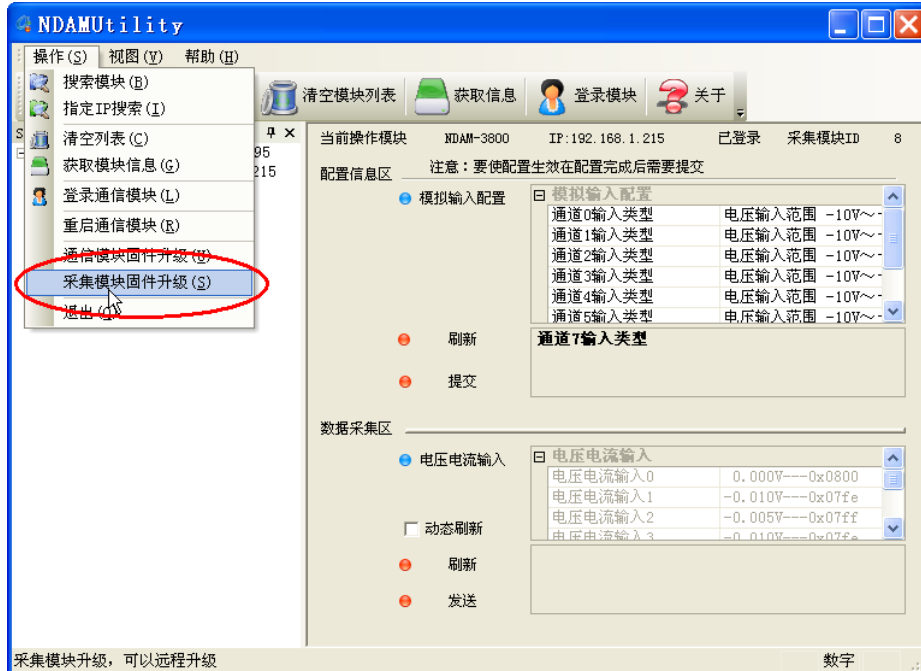 NDAMUtility
操作(S) 视图(V) 帮助(H)
清空模块列表 获取信息 登录模块 关于
搜索模块(B)
指定IP搜索(I)
清空列表(C)
获取模块信息(G)
登录通信模块(L)
重启通信模块(R)
通信模块固件升级(U)
采集模块固件升级(S)
退出
S
95
215
当前操作模块 NDAM-3800 IP:192.168.1.215 已登录 采集模块ID 8
配置信息区 注意：要使配置生效在配置完成后需要提交
模拟输入配置
模拟输入配置
通道0输入类型 电压输入范围 -10V～-
通道1输入类型 电压输入范围 -10V～-
通道2输入类型 电压输入范围 -10V～-
通道3输入类型 电压输入范围 -10V～-
通道4输入类型 电压输入范围 -10V～-
通道5输入类型 电压输入范围 -10V～-
刷新
通道7输入类型
提交
数据采集区
电压电流输入
电压电流输入
电压电流输入0 0.000V---0x0800
电压电流输入1 -0.010V---0x07fe
电压电流输入2 -0.005V---0x07ff
电压电流输入3 -0.010V---0x07fe
动态刷新
刷新
发送
采集模块升级，可以远程升级 数字